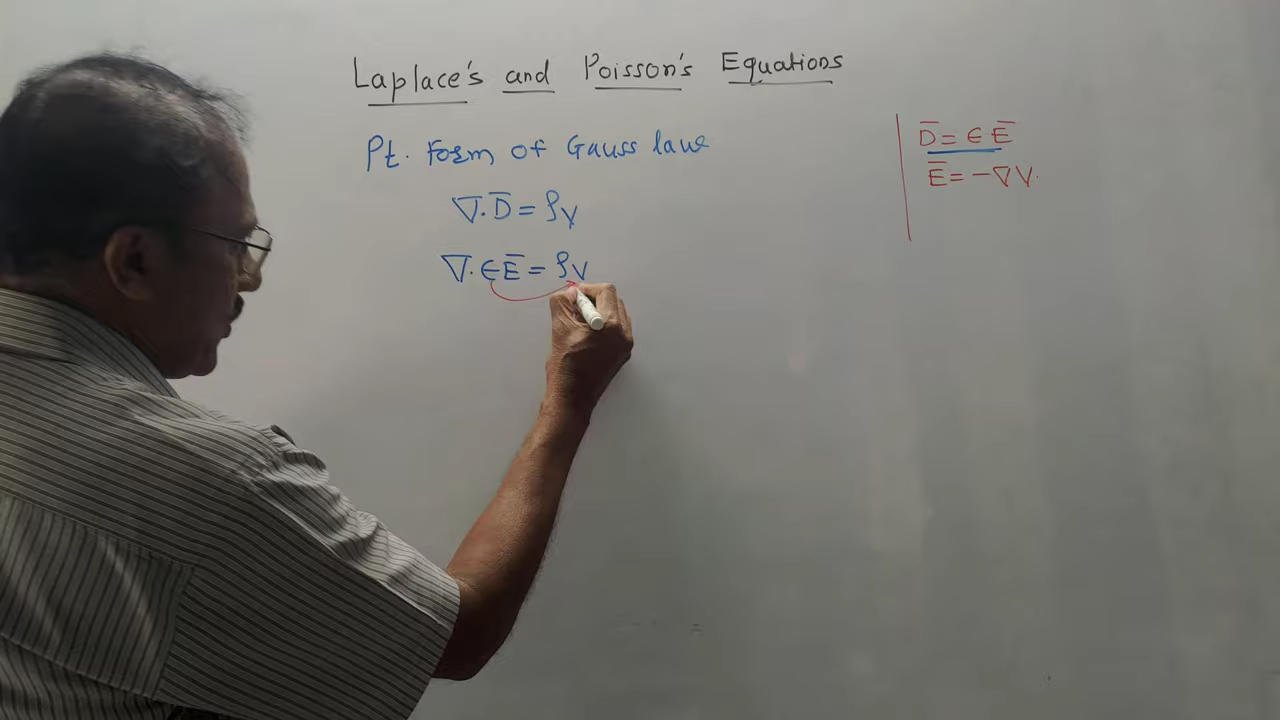 Laplace's and Poisson's Equations
Pt. Form of Gauss law
∇·D̅ = ρv
∇·∈E̅ = ρv
D̅ = ∈ E̅
E̅ = -∇V.